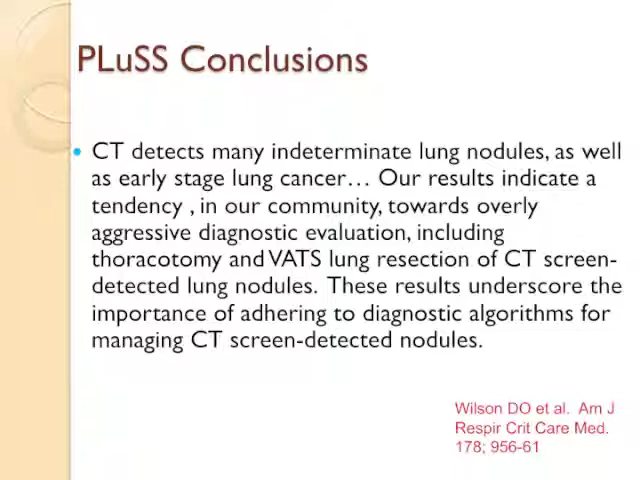 PLuSS Conclusions
• CT detects many indeterminate lung nodules, as well
as early stage lung cancer… Our results indicate a
tendency , in our community, towards overly
aggressive diagnostic evaluation, including
thoracotomy and VATS lung resection of CT screen-
detected lung nodules. These results underscore the
importance of adhering to diagnostic algorithms for
managing CT screen-detected nodules.
Wilson DO et al. Am J
Respir Crit Care Med.
178; 956-61